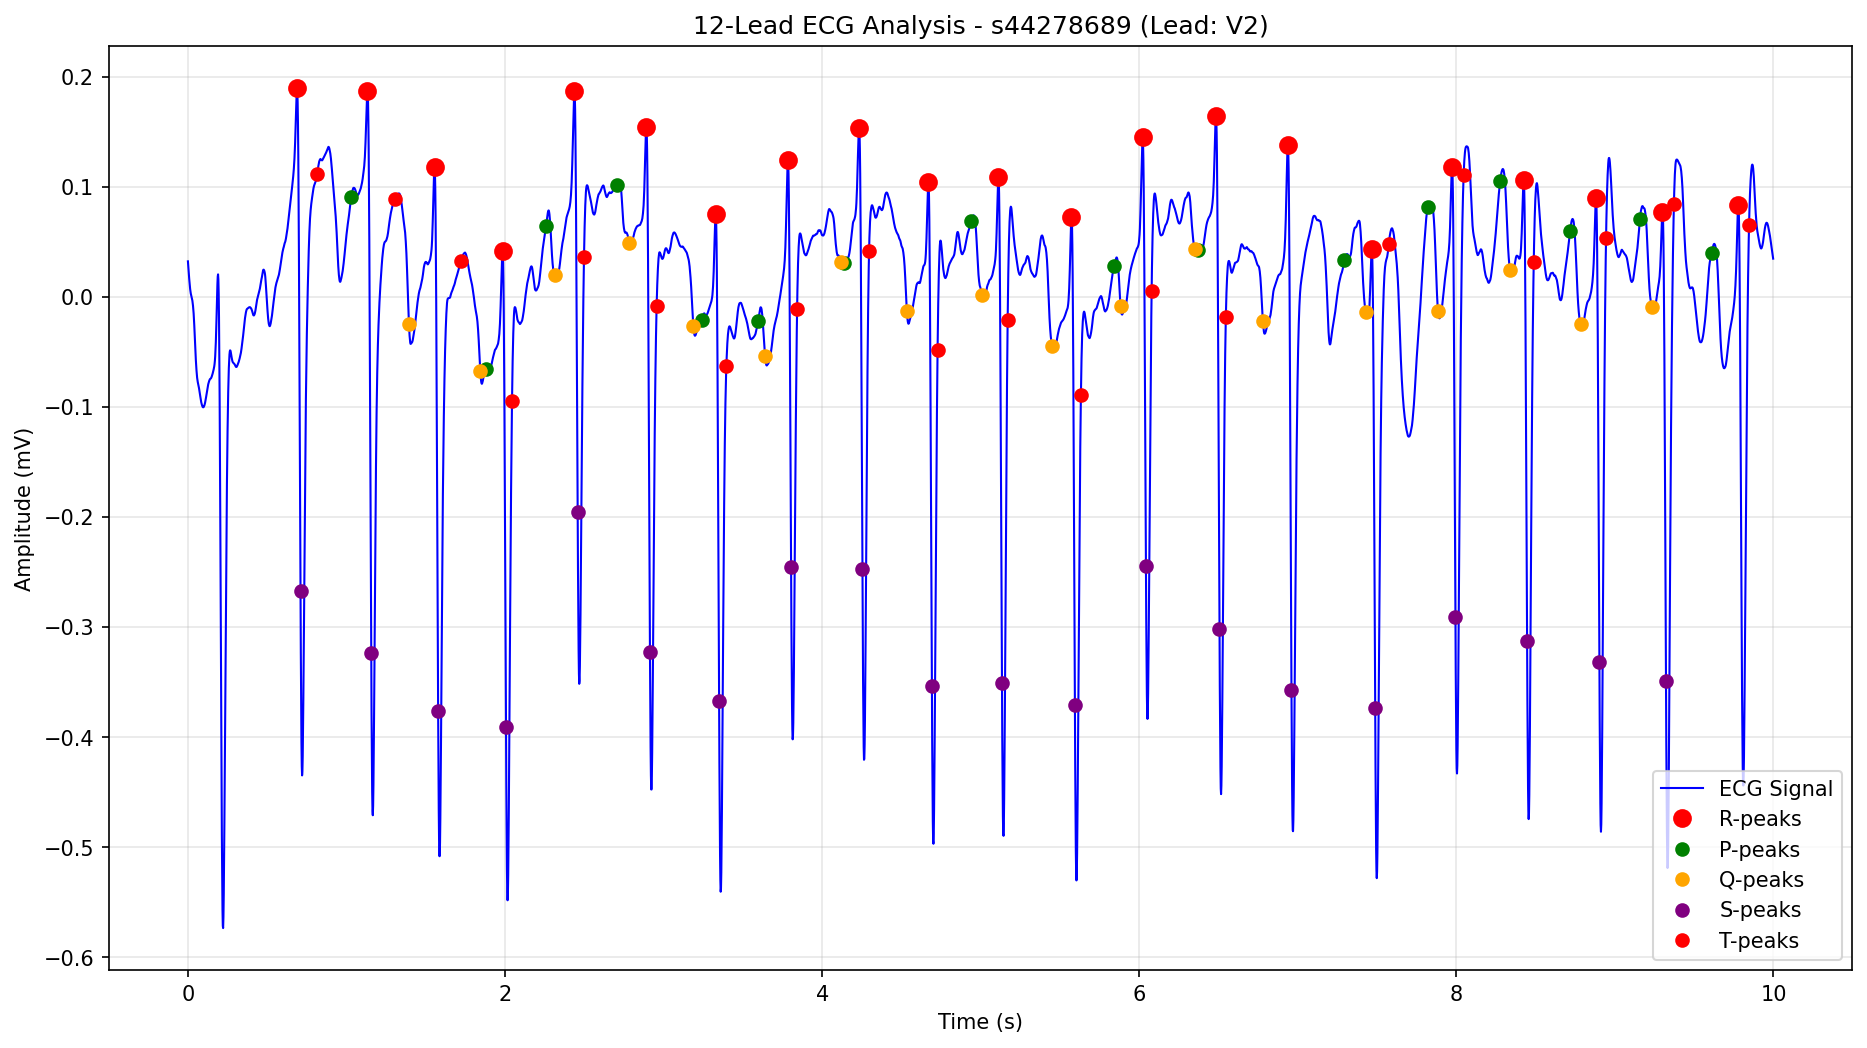 12-Lead ECG Analysis - s44278689 (Lead: V2)
Amplitude (mV)
0.2
0.1
0.0
−0.1
−0.2
−0.3
−0.4
−0.5
−0.6
ECG Signal
R-peaks
P-peaks
Q-peaks
S-peaks
T-peaks
0 2 4 6 8 10
Time (s)